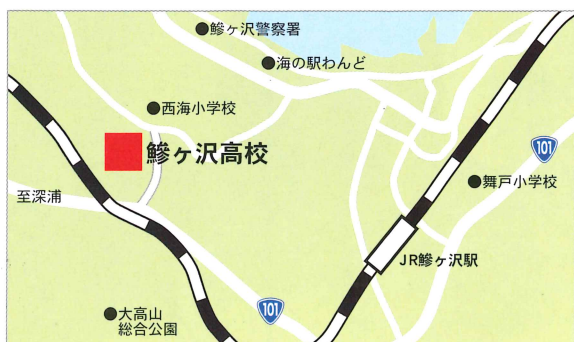 鰺ヶ沢警察署
海の駅わんど
西海小学校
鰺ヶ沢高校
101
舞戸小学校
至深浦
JR鰺ヶ沢駅
101
大高山
総合公園